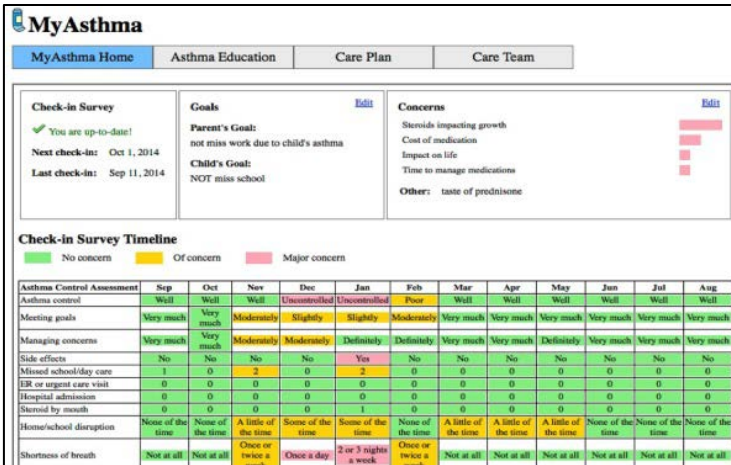 MyAsthma
MyAsthma Home Asthma Education Care Plan Care Team
Check-in Survey
You are up-to-date!
Next check-in: Oct 1, 2014
Last check-in: Sep 11, 2014
Goals Edit
Parent's Goal:
not miss work due to child's asthma
Child's Goal:
NOT miss school
Concerns Edit
Steroids impacting growth
Cost of medication
Impact on life
Time to manage medications
Other: taste of prednisone
Check-in Survey Timeline
No concern Of concern Major concern
Asthma Control Assessment Sep Oct Nov Dec Jan Feb Mar Apr May Jun Jul Aug
Asthma control Well Well Well Uncontrolled Uncontrolled Poor Well Well Well Well Well Well
Meeting goals Very much Very much Moderately Slightly Slightly Moderately Very much Very much Very much Very much Very much Very much
Managing concerns Very much Very much Moderately Moderately Definitely Definitely Very much Very much Definitely Very much Very much Very much
Side effects No No No No Yes No No No No No No No
Missed school/day care 1 0 2 0 2 0 0 0 0 0 0 0
ER or urgent care visit 0 0 0 0 0 0 0 0 0 0 0 0
Hospital admission 0 0 0 0 0 0 0 0 0 0 0 0
Steroid by mouth 0 0 0 0 1 0 0 0 0 0 0 0
Home/school disruption None of the time None of the time A little of the time Some of the time Some of the time None of the time A little of the time A little of the time A little of the time None of the time None of the time None of the time
Shortness of breath Not at all Not at all Once or twice a week Once a day 2 or 3 nights a week Once or twice a week Not at all Not at all Not at all Not at all Not at all Not at all